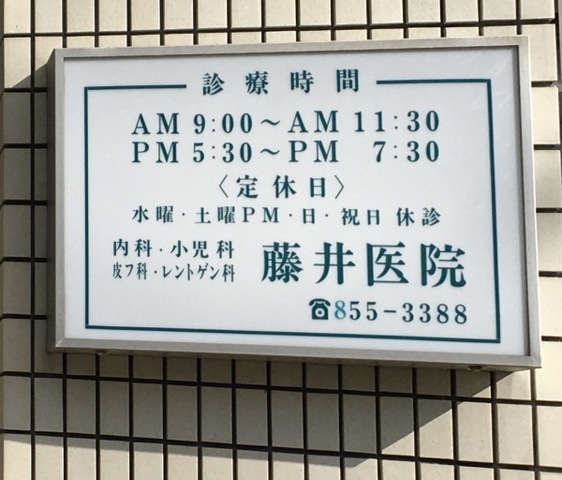 診療時間
AM 9:00〜AM 11:30
PM 5:30〜PM 7:30
〈定休日〉
水曜・土曜PM・日・祝日 休診
内科・小児科
皮フ科・レントゲン科
藤井医院
☎855-3388